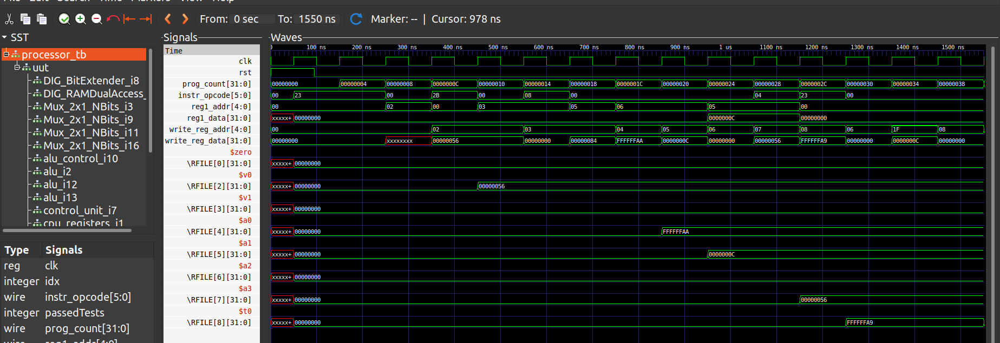 File Edit Search Time Markers View Help
From: 0 sec To: 1550 ns Marker: -- | Cursor: 978 ns
SST
processor_tb
uut
DIG_BitExtender_i8
DIG_RAMDualAccess_
Mux_2x1_NBits_i3
Mux_2x1_NBits_i9
Mux_2x1_NBits_i11
Mux_2x1_NBits_i16
alu_control_i10
alu_i2
alu_i12
alu_i13
control_unit_i7
cpu_registers_i1
Type Signals
reg clk
integer idx
wire instr_opcode[5:0]
integer passedTests
wire prog_count[31:0]
wire reg1_addr[4:0]
Signals
Time
clk
rst
prog_count[31:0]
instr_opcode[5:0]
reg1_addr[4:0]
reg1_data[31:0]
write_reg_addr[4:0]
write_reg_data[31:0]
$zero
\RFILE[0][31:0]
$v0
\RFILE[2][31:0]
$v1
\RFILE[3][31:0]
$a0
\RFILE[4][31:0]
$a1
\RFILE[5][31:0]
$a2
\RFILE[6][31:0]
$a3
\RFILE[7][31:0]
$t0
\RFILE[8][31:0]
Waves
0 100 ns 200 ns 300 ns 400 ns 500 ns 600 ns 700 ns 800 ns 900 ns 1 us 1100 ns 1200 ns 1300 ns 1400 ns 1500 ns
00000000 00000004 00000008 0000000C 00000010 00000014 00000018 0000001C 00000020 00000024 00000028 0000002C 00000030 00000034 00000038
00 23 00 2B 00 08 00 04 23 00
00 02 00 03 05 06 05 00
xxxxx+ 00000000 0000000C 00000000
00 02 03 04 05 06 07 08 06 1F 08
00000000 xxxxxxxx 00000056 00000000 00000084 FFFFFFAA 0000000C 00000000 00000056 FFFFFFA9 00000000 0000000C 00000000
xxxxx+ 00000000
xxxxx+ 00000000 00000056
xxxxx+ 00000000
xxxxx+ 00000000 FFFFFFAA
xxxxx+ 00000000 0000000C
xxxxx+ 00000000
xxxxx+ 00000000 00000056
xxxxx+ 00000000 FFFFFFA9